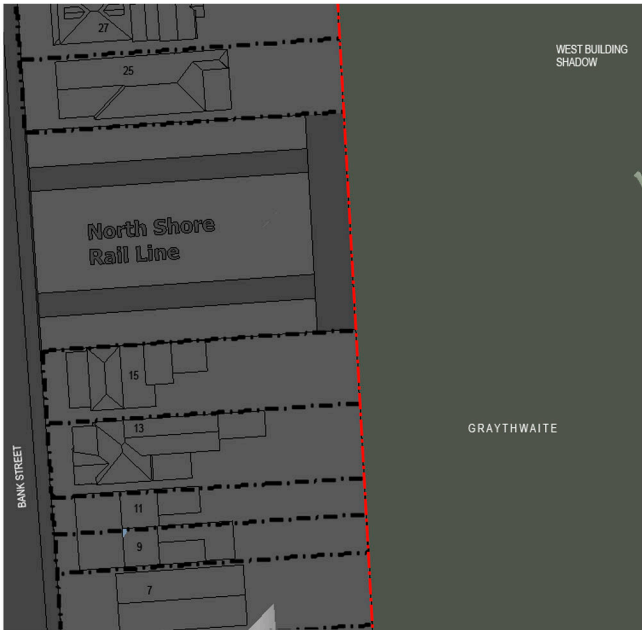 27
WEST BUILDING
SHADOW
25
North Shore
Rail Line
15
13
GRAYTHWAITE
BANK STREET
11
9
7